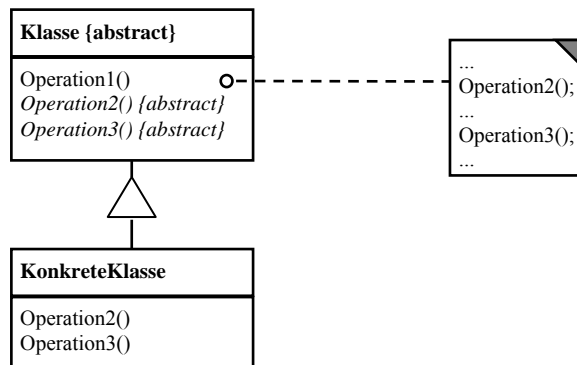 Klasse {abstract}
Operation1()
Operation2() {abstract}
Operation3() {abstract}
...
Operation2();
...
Operation3();
...
KonkreteKlasse
Operation2()
Operation3()